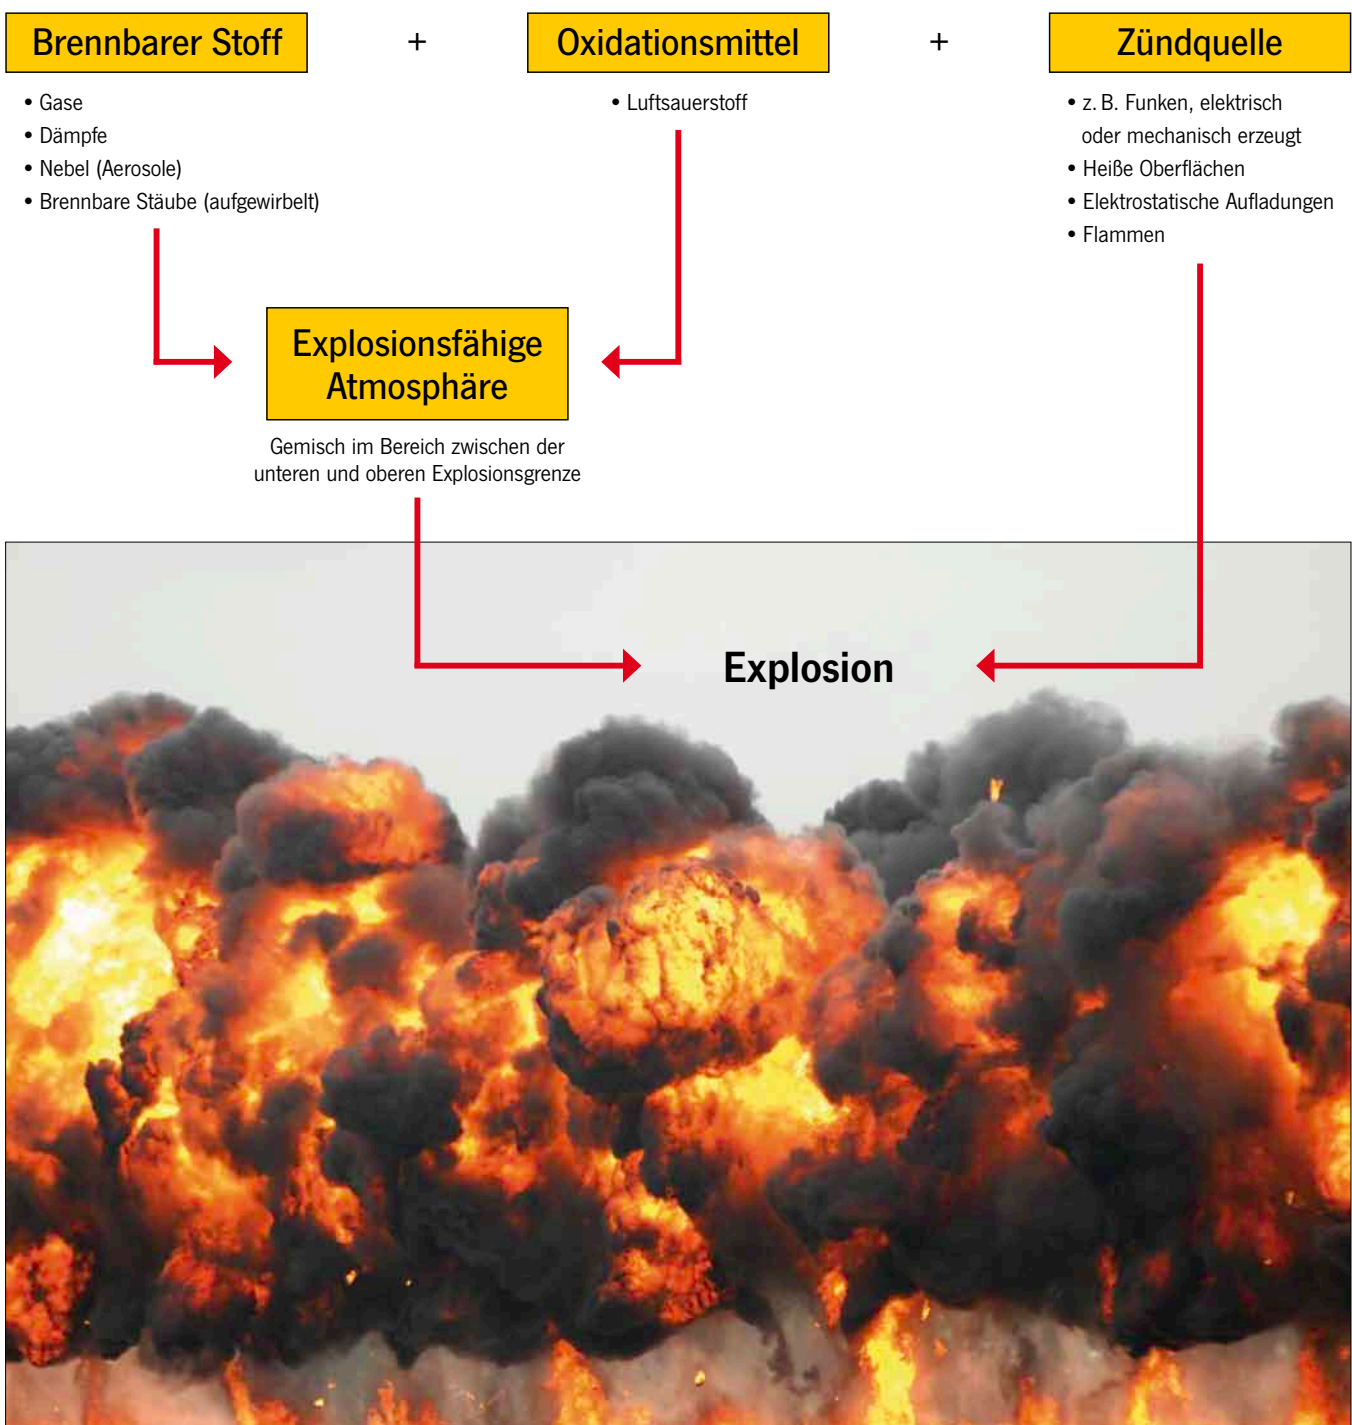 Brennbarer Stoff + Oxidationsmittel + Zündquelle
• Gase
• Dämpfe
• Nebel (Aerosole)
• Brennbare Stäube (aufgewirbelt)
• Luftsauerstoff
• z. B. Funken, elektrisch
oder mechanisch erzeugt
• Heiße Oberflächen
• Elektrostatische Aufladungen
• Flammen
Explosionsfähige
Atmosphäre
Gemisch im Bereich zwischen der
unteren und oberen Explosionsgrenze
Explosion